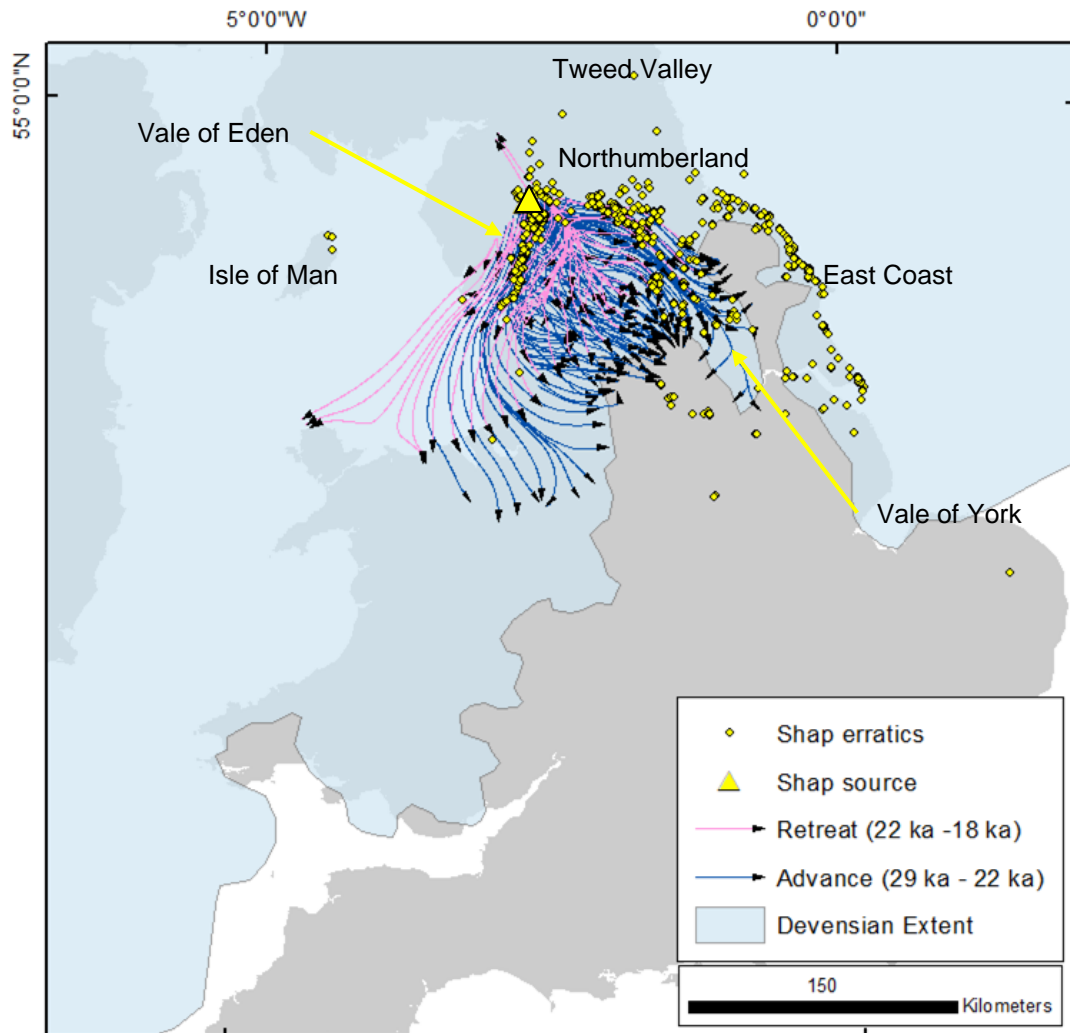 5°0'0"W
0°0'0"
55°0'0"N
Tweed Valley
Vale of Eden
Northumberland
Isle of Man
East Coast
Vale of York
Shap erratics
Shap source
Retreat (22 ka -18 ka)
Advance (29 ka - 22 ka)
Devensian Extent
150
Kilometers